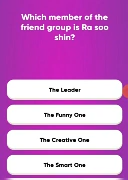 Which member of the
friend group is Ra soo
shin?
The Leader
The Funny One
The Creative One
The Smart One